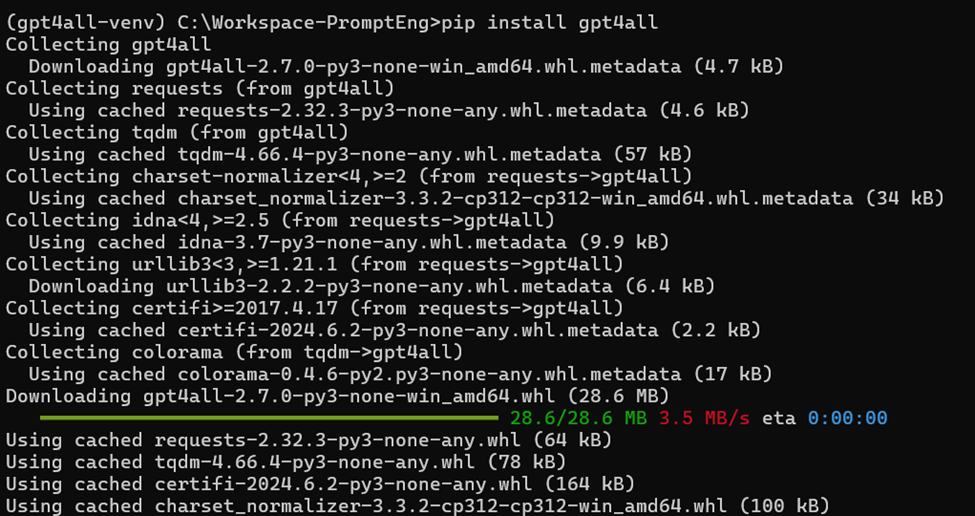 (gpt4all-venv) C:\Workspace-PromptEng>pip install gpt4all
Collecting gpt4all
  Downloading gpt4all-2.7.0-py3-none-win_amd64.whl.metadata (4.7 kB)
Collecting requests (from gpt4all)
  Using cached requests-2.32.3-py3-none-any.whl.metadata (4.6 kB)
Collecting tqdm (from gpt4all)
  Using cached tqdm-4.66.4-py3-none-any.whl.metadata (57 kB)
Collecting charset-normalizer<4,>=2 (from requests->gpt4all)
  Using cached charset_normalizer-3.3.2-cp312-cp312-win_amd64.whl.metadata (34 kB)
Collecting idna<4,>=2.5 (from requests->gpt4all)
  Using cached idna-3.7-py3-none-any.whl.metadata (9.9 kB)
Collecting urllib3<3,>=1.21.1 (from requests->gpt4all)
  Downloading urllib3-2.2.2-py3-none-any.whl.metadata (6.4 kB)
Collecting certifi>=2017.4.17 (from requests->gpt4all)
  Using cached certifi-2024.6.2-py3-none-any.whl.metadata (2.2 kB)
Collecting colorama (from tqdm->gpt4all)
  Using cached colorama-0.4.6-py2.py3-none-any.whl.metadata (17 kB)
Downloading gpt4all-2.7.0-py3-none-win_amd64.whl (28.6 MB)
28.6/28.6 MB 3.5 MB/s eta 0:00:00
Using cached requests-2.32.3-py3-none-any.whl (64 kB)
Using cached tqdm-4.66.4-py3-none-any.whl (78 kB)
Using cached certifi-2024.6.2-py3-none-any.whl (164 kB)
Using cached charset_normalizer-3.3.2-cp312-cp312-win_amd64.whl (100 kB)